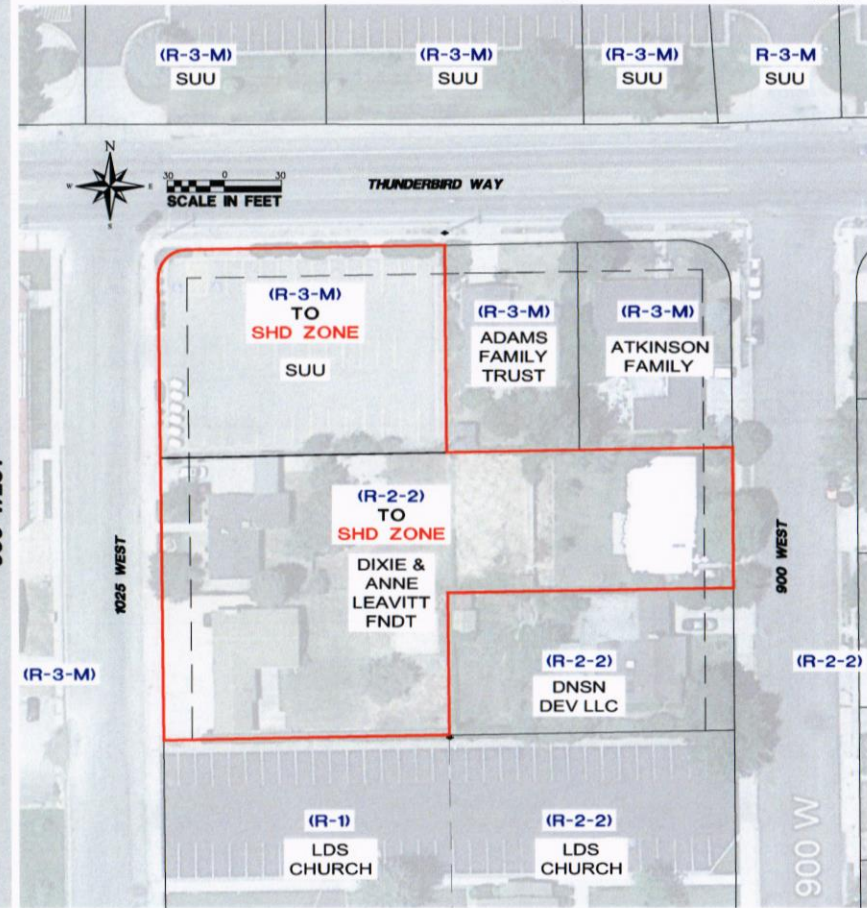 (R-3-M)
SUU
(R-3-M)
SUU
(R-3-M)
SUU
R-3-M
SUU
N
W
E
S
30 0 30
SCALE IN FEET
THUNDERBIRD WAY
(R-3-M)
TO
SHD ZONE
SUU
(R-3-M)
ADAMS
FAMILY
TRUST
(R-3-M)
ATKINSON
FAMILY
(R-2-2)
TO
SHD ZONE
DIXIE &
ANNE
LEAVITT
FNDT
1025 WEST
900 WEST
(R-3-M)
(R-2-2)
DNSN
DEV LLC
(R-2-2)
(R-1)
LDS
CHURCH
(R-2-2)
LDS
CHURCH
900 W